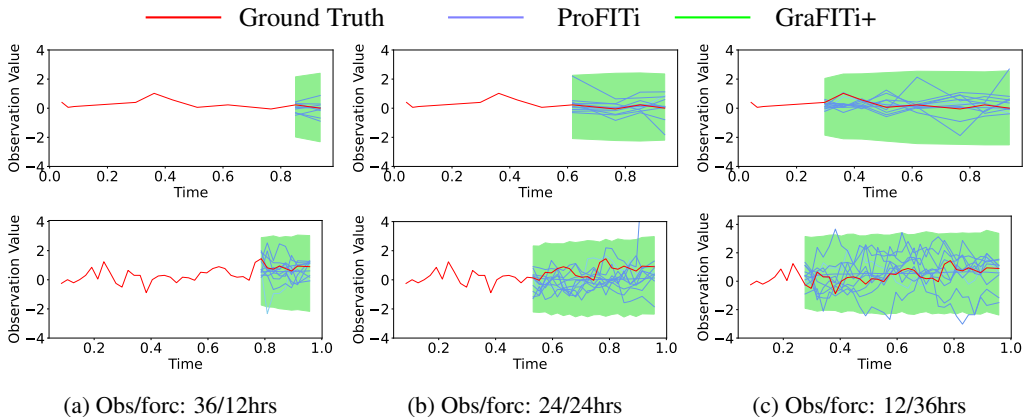 Ground Truth ProFITi GraFITi+
Observation Value
4
2
0
−2
−4
0.0 0.2 0.4 0.6 0.8
Time
Observation Value
4
2
0
−2
−4
0.0 0.2 0.4 0.6 0.8
Time
Observation Value
4
2
0
−2
−4
0.0 0.2 0.4 0.6 0.8
Time
Observation Value
4
2
0
−2
−4
0.2 0.4 0.6 0.8 1.0
Time
Observation Value
4
2
0
−2
−4
0.2 0.4 0.6 0.8 1.0
Time
Observation Value
4
2
0
−2
−4
0.2 0.4 0.6 0.8 1.0
Time
(a) Obs/forc: 36/12hrs
(b) Obs/forc: 24/24hrs
(c) Obs/forc: 12/36hrs